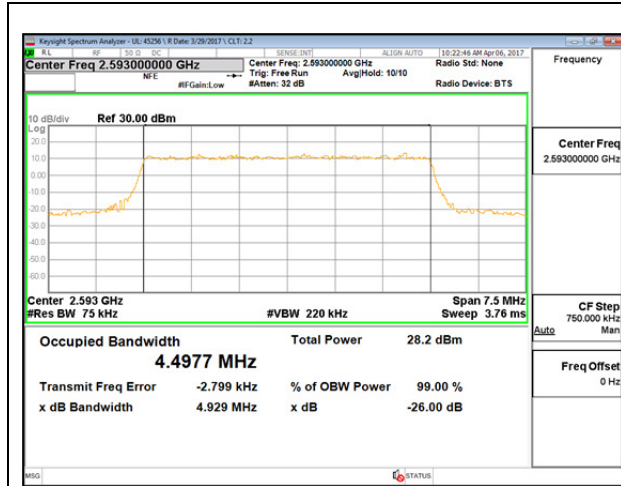 Keysight Spectrum Analyzer - UL: 45256 \ R Date: 3/29/2017 \ CLT: 2.2
RL RF 50 Ω DC SENSE:INT ALIGN AUTO 10:22:46 AM Apr 06, 2017
Center Freq 2.593000000 GHz
NFE
#IFGain:Low
Center Freq: 2.593000000 GHz
Trig: Free Run Avg|Hold: 10/10
#Atten: 32 dB
Radio Std: None
Radio Device: BTS
Frequency
10 dB/div Ref 30.00 dBm
Log
20.0
10.0
0.00
-10.0
-20.0
-30.0
-40.0
-50.0
-60.0
Center Freq
2.593000000 GHz
Center 2.593 GHz Span 7.5 MHz
#Res BW 75 kHz #VBW 220 kHz Sweep 3.76 ms
CF Step
750.000 kHz
Auto Man
Freq Offset
0 Hz
Occupied Bandwidth Total Power 28.2 dBm
4.4977 MHz
Transmit Freq Error -2.799 kHz % of OBW Power 99.00 %
x dB Bandwidth 4.929 MHz x dB -26.00 dB
MSG STATUS